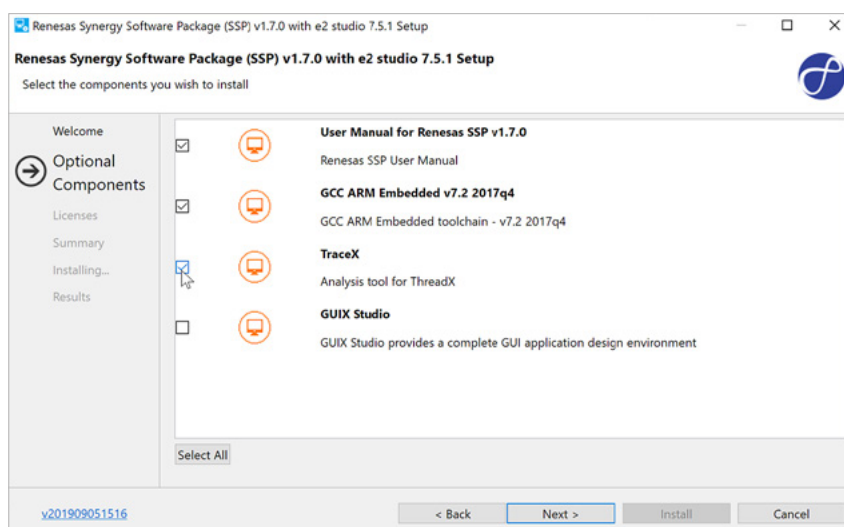 Renesas Synergy Software Package (SSP) v1.7.0 with e2 studio 7.5.1 Setup
Renesas Synergy Software Package (SSP) v1.7.0 with e2 studio 7.5.1 Setup
Select the components you wish to install
Welcome
Optional
Components
Licenses
Summary
Installing...
Results
User Manual for Renesas SSP v1.7.0
Renesas SSP User Manual
GCC ARM Embedded v7.2 2017q4
GCC ARM Embedded toolchain - v7.2 2017q4
TraceX
Analysis tool for ThreadX
GUIX Studio
GUIX Studio provides a complete GUI application design environment
Select All
v201909051516
< Back
Next >
Install
Cancel